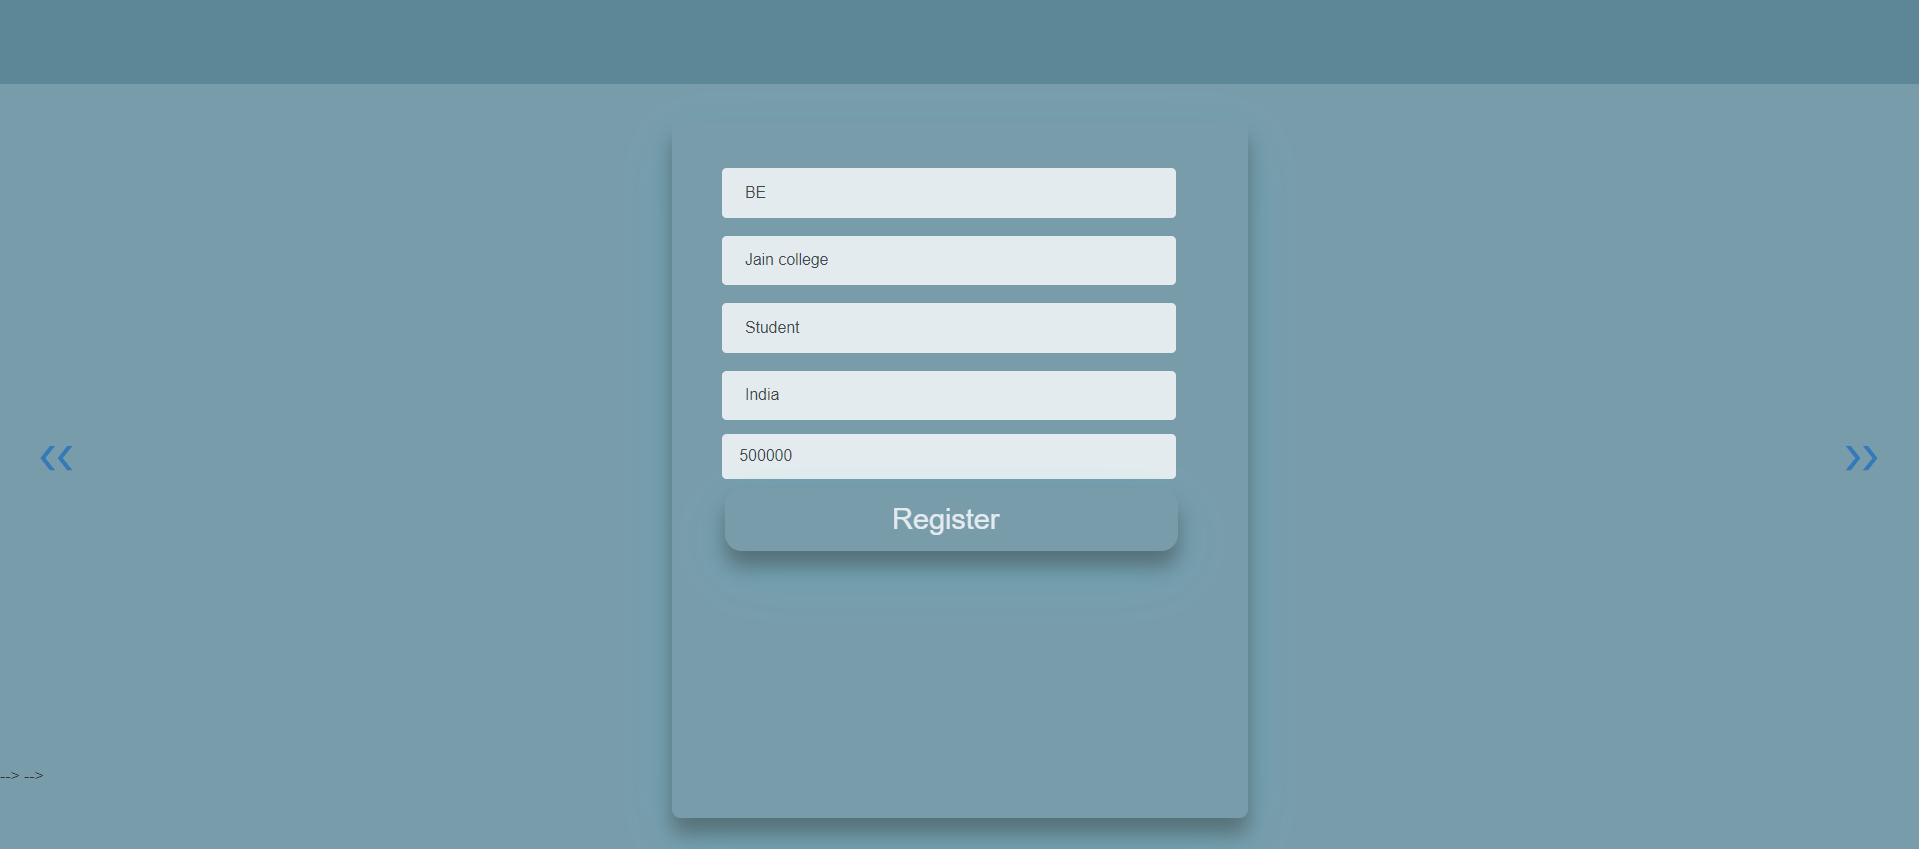 BE
Jain college
Student
India
❮❮
❯❯
500000
Register
--> -->